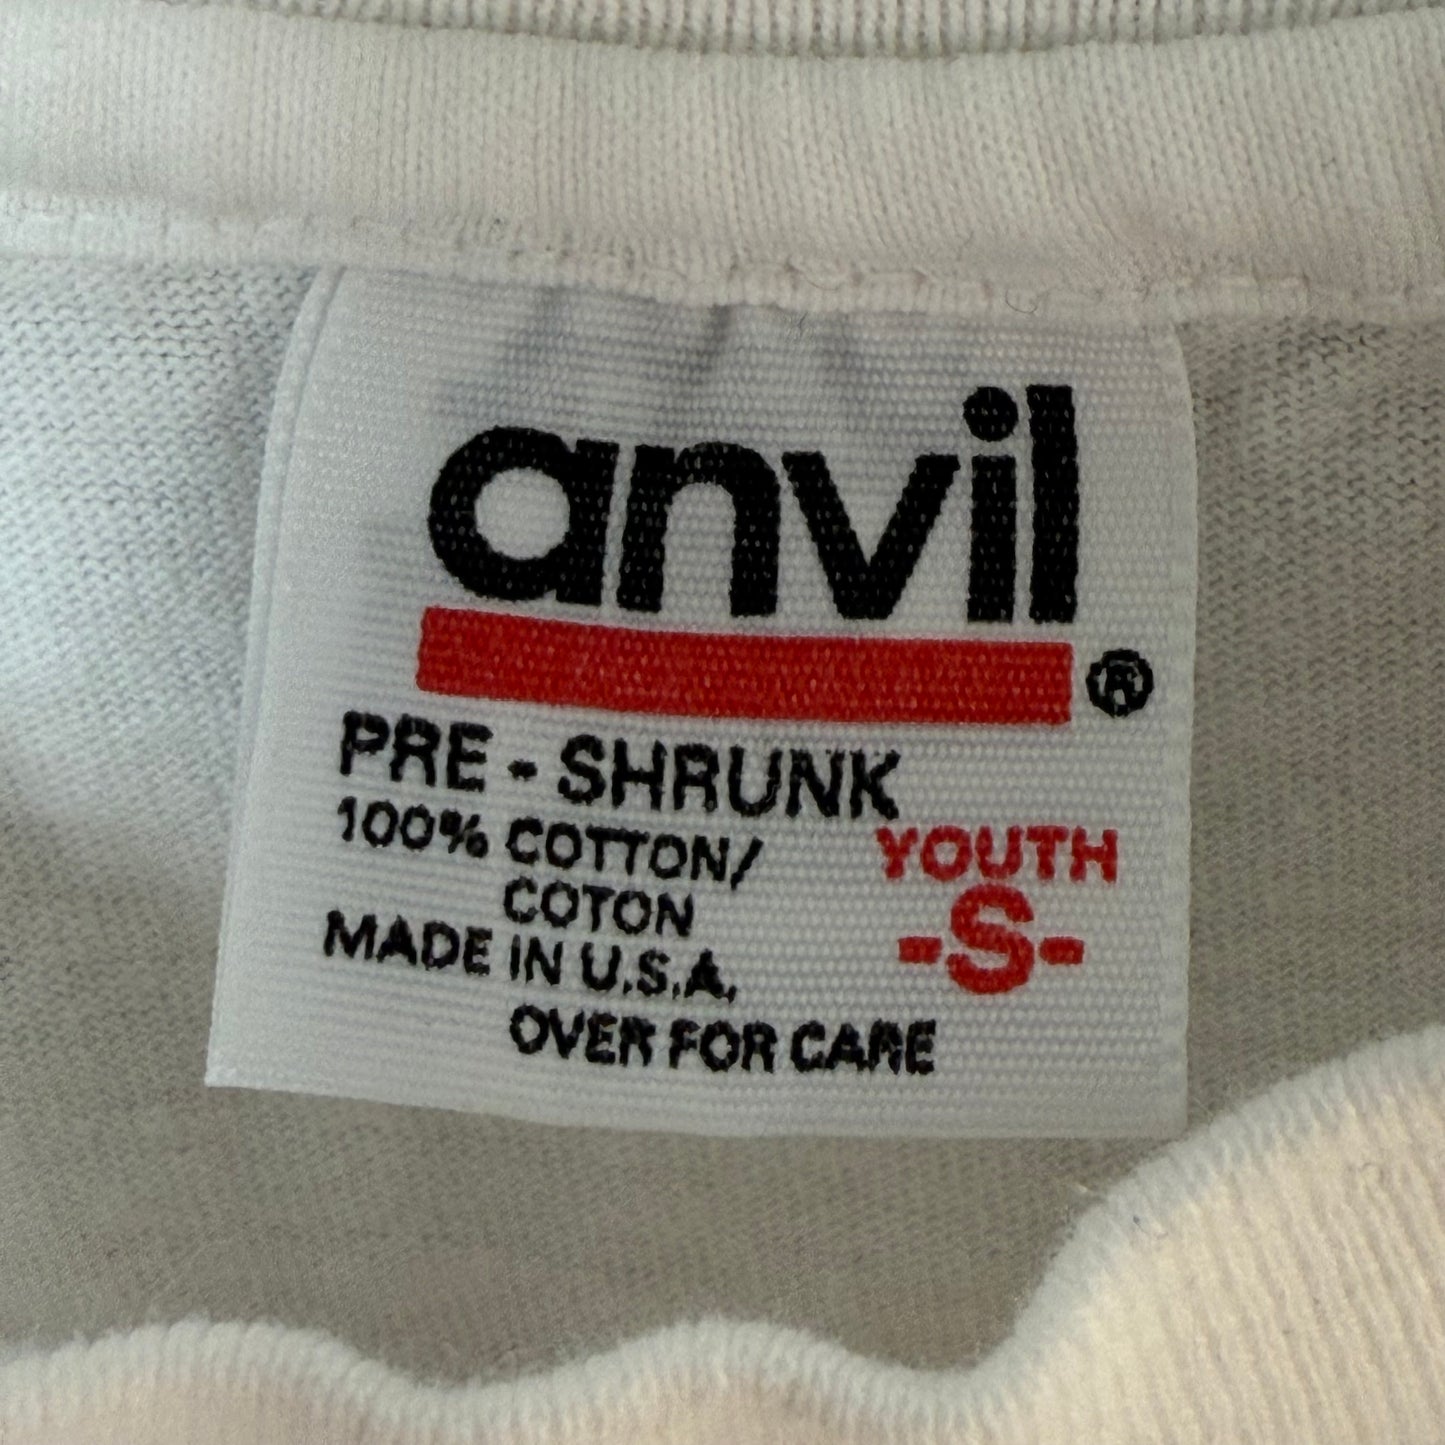 anvil®
PRE-SHRUNK
100% COTTON/
COTON
YOUTH
-S-
MADE IN U.S.A.
OVER FOR CARE